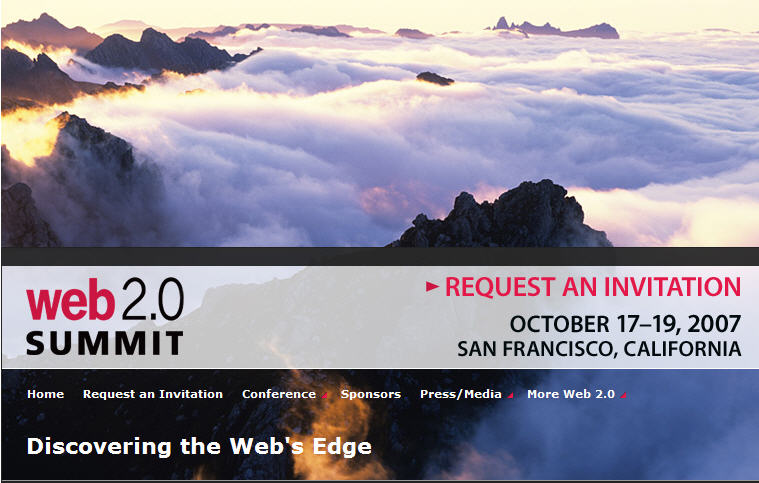 web 2.0
SUMMIT
REQUEST AN INVITATION
OCTOBER 17–19, 2007
SAN FRANCISCO, CALIFORNIA
Home Request an Invitation Conference Sponsors Press/Media More Web 2.0
Discovering the Web's Edge